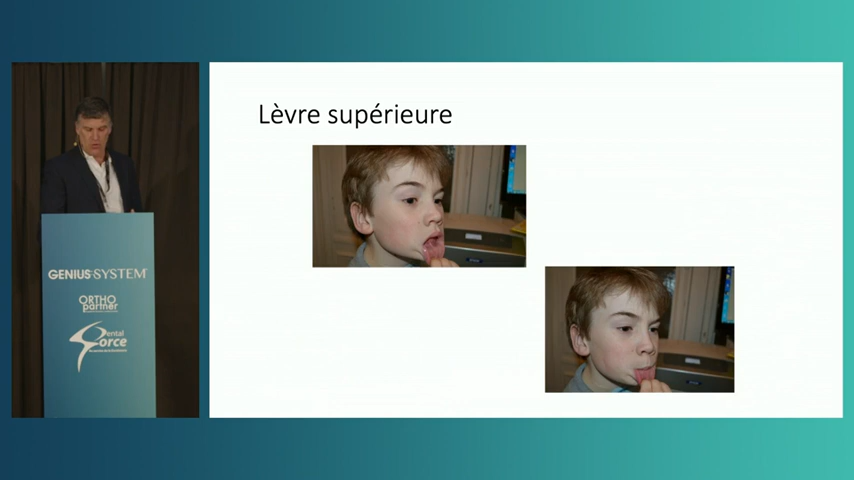 Lèvre supérieure
GENIUS SYSTEM
ORTHO
partner
Dental
Force